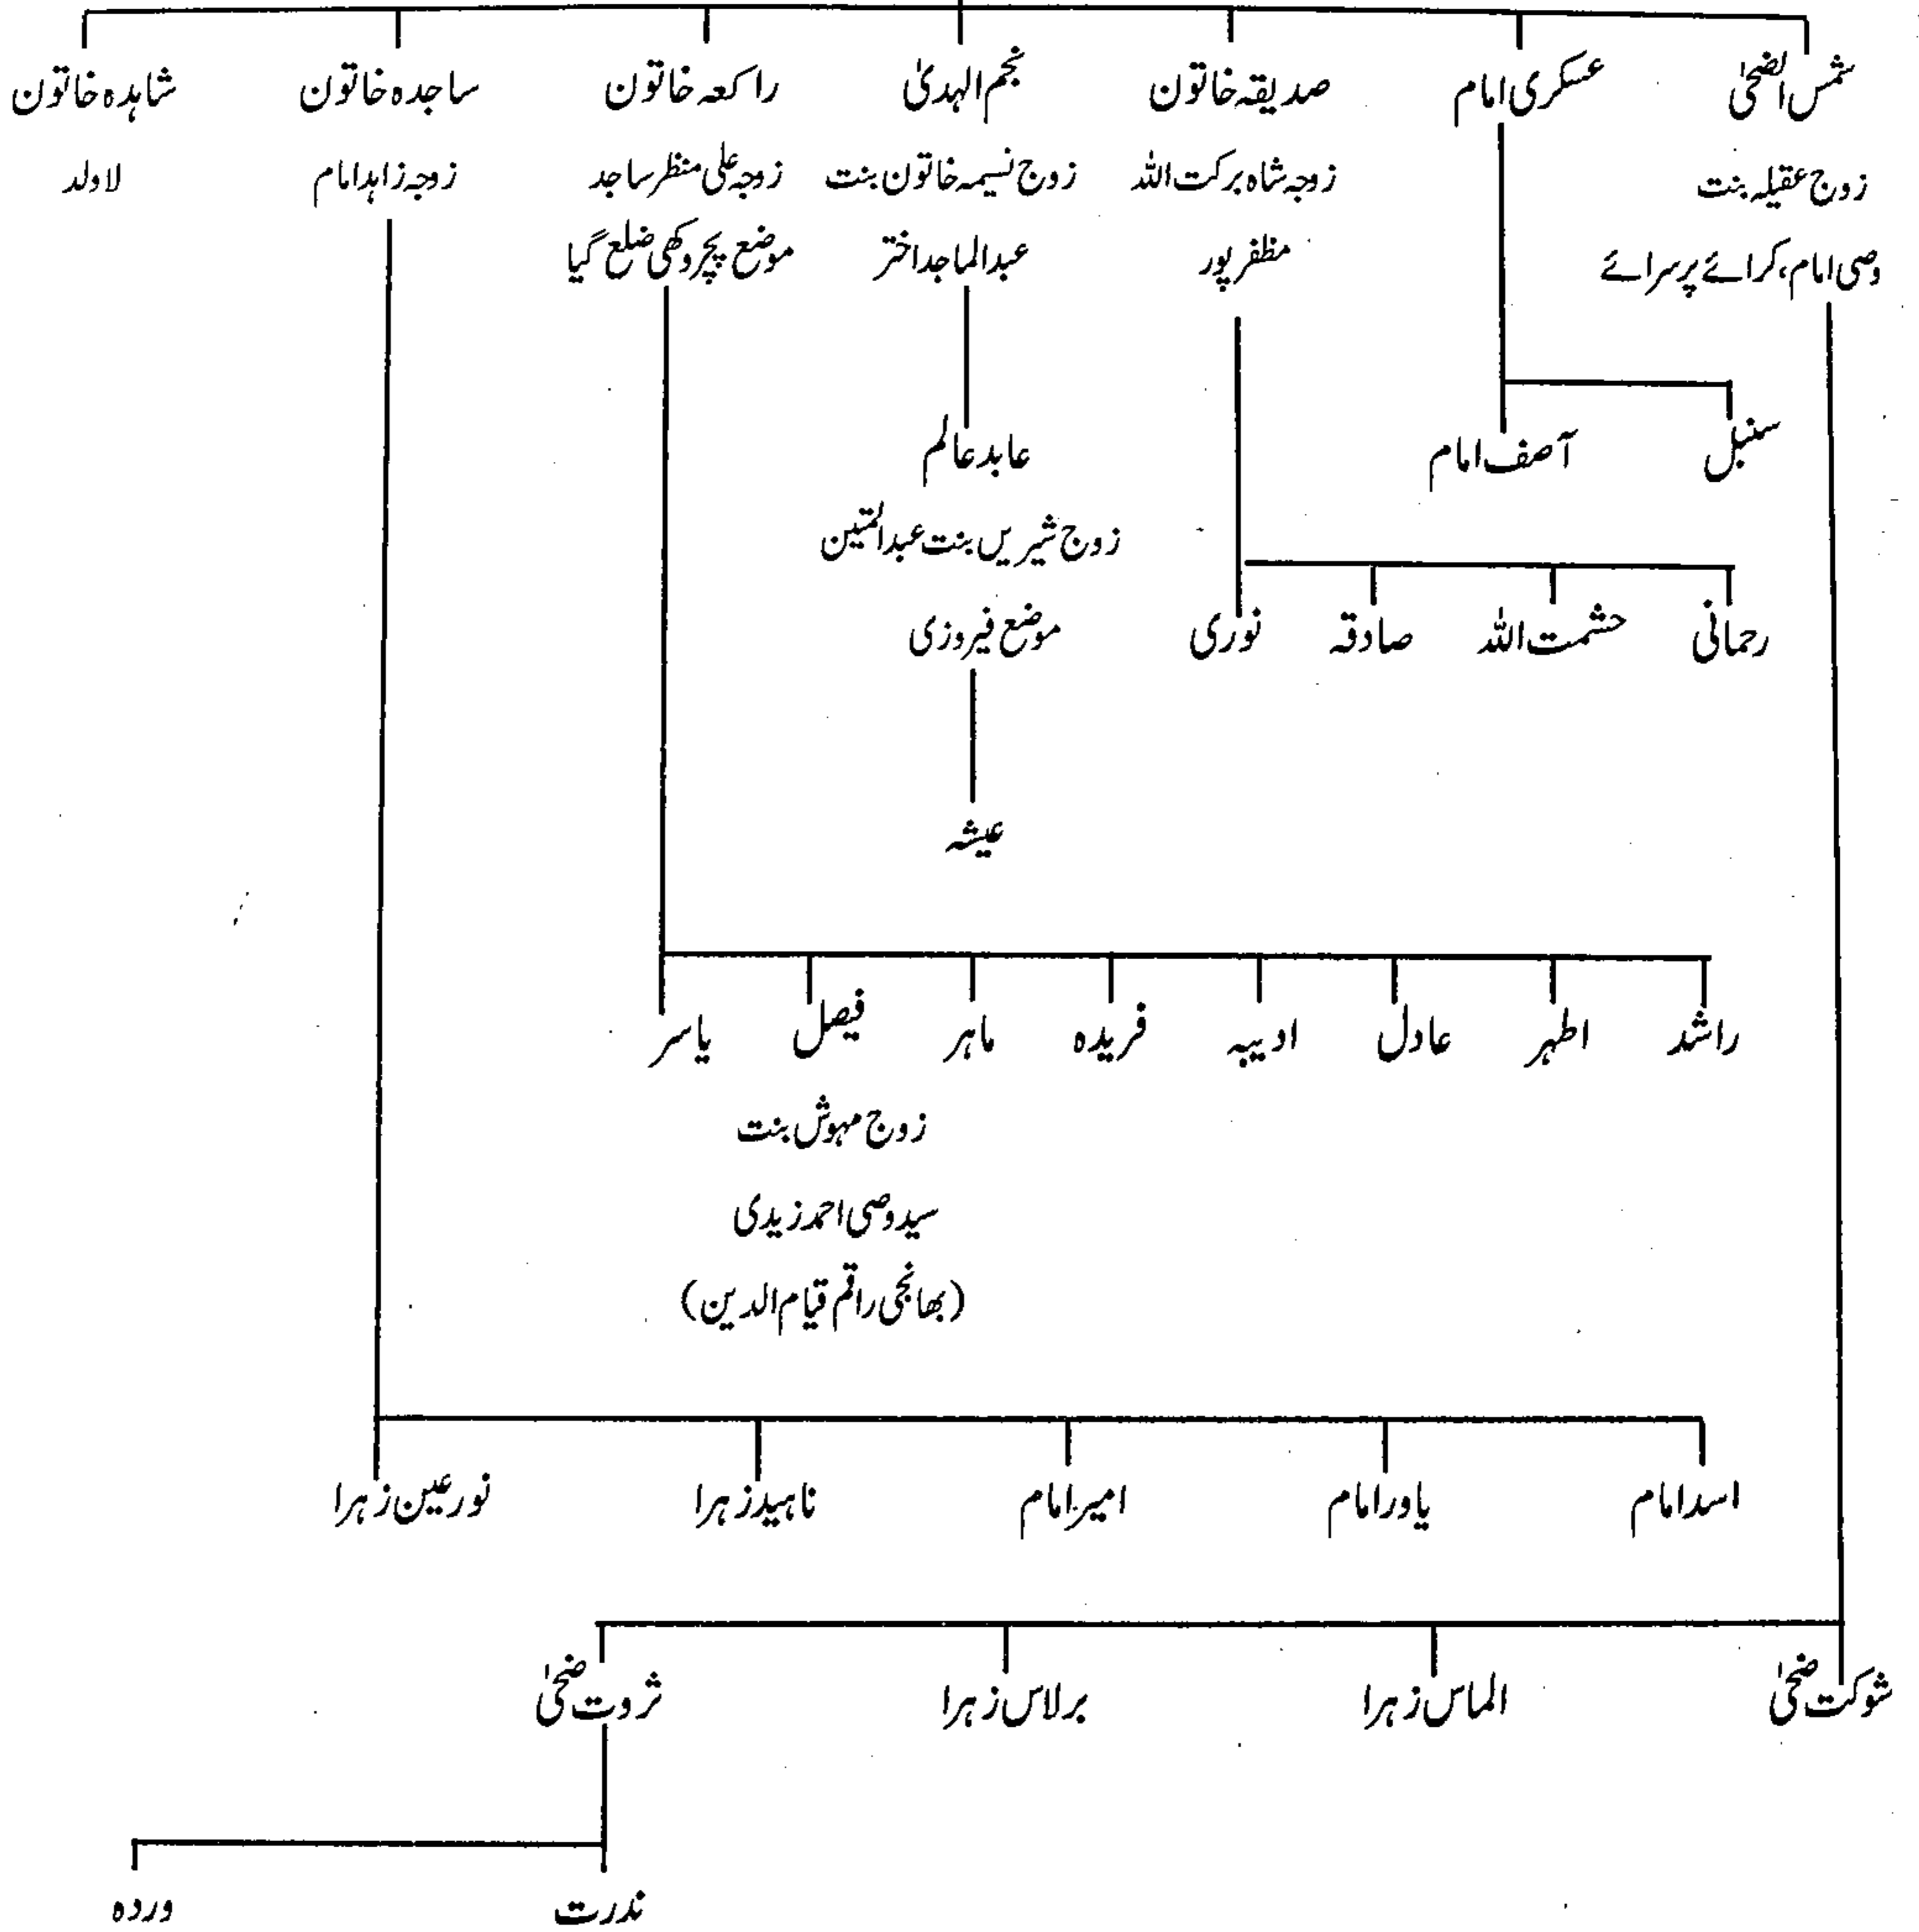 شمس الضحیٰ
عسکری امام
صدیقہ خاتون
نجم الہدیٰ
راکعہ خاتون
ساجدہ خاتون
شاہدہ خاتون
زوج عقیلہ بنت
زوجہ شاہ برکت اللہ
زوج نسیمہ خاتون بنت
زوجہ علی منظر ساجد
زوجہ زاہد امام
لاولد
وصی امام، کرائے پرسرائے
مظفرپور
عبدالماجد اختر
موضع پچروکھی ضلع گیا
سنبل
آصف امام
عابد عالم
زوج شیریں بنت عبدالمتین
رحمانی
حشمت اللہ
صادقہ
نوری
موضع فیروزی
عیشہ
راشد
اطہر
عادل
ادیبہ
فریدہ
ماہر
فیصل
یاسر
زوج مہوش بنت
سید وصی احمد زیدی
(بھانجی راقم قیام الدین)
اسد امام
یاور امام
امیر امام
ناہید زہرا
نور عین زہرا
شوکت ضحیٰ
الماس زہرا
برلاس زہرا
ثروت ضحیٰ
ندرت
وردہ